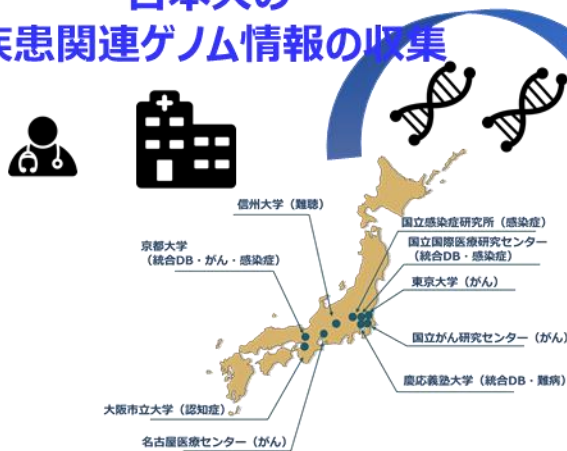 日本人の
疾患関連ゲノム情報の収集
信州大学（難聴）
国立感染症研究所（感染症）
京都大学
（統合DB・がん・感染症）
国立国際医療研究センター
（統合DB・感染症）
東京大学（がん）
国立がん研究センター（がん）
慶応義塾大学（統合DB・難病）
大阪市立大学（認知症）
名古屋医療センター（がん）